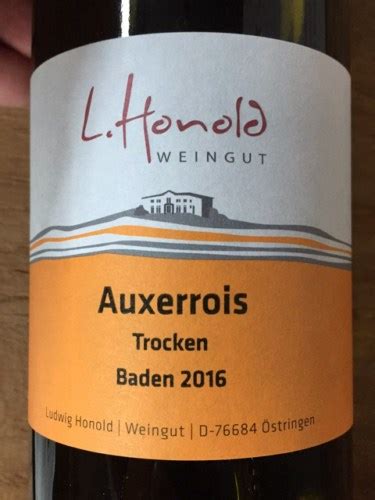 L. Honold
WEINGUT
Auxerrois
Trocken
Baden 2016
Ludwig Honold | Weingut | D-76684 Östringen